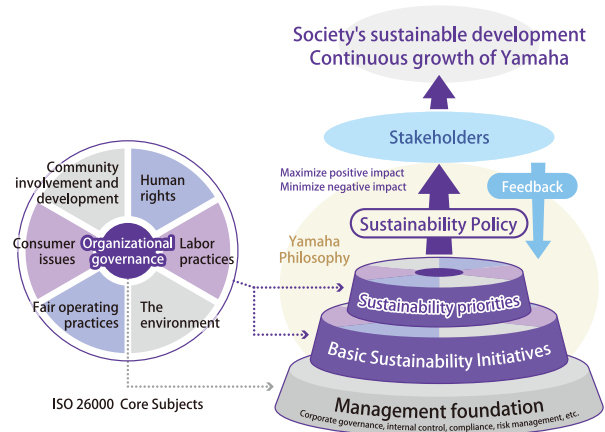 Society's sustainable development
Continuous growth of Yamaha
Stakeholders
Maximize positive impact
Minimize negative impact
Feedback
Sustainability Policy
Yamaha
Philosophy
Sustainability priorities
Basic Sustainability Initiatives
Management foundation
Corporate governance, internal control, compliance, risk management, etc.
Community
involvement and
development
Human
rights
Consumer
issues
Organizational
governance
Labor
practices
Fair operating
practices
The
environment
ISO 26000 Core Subjects